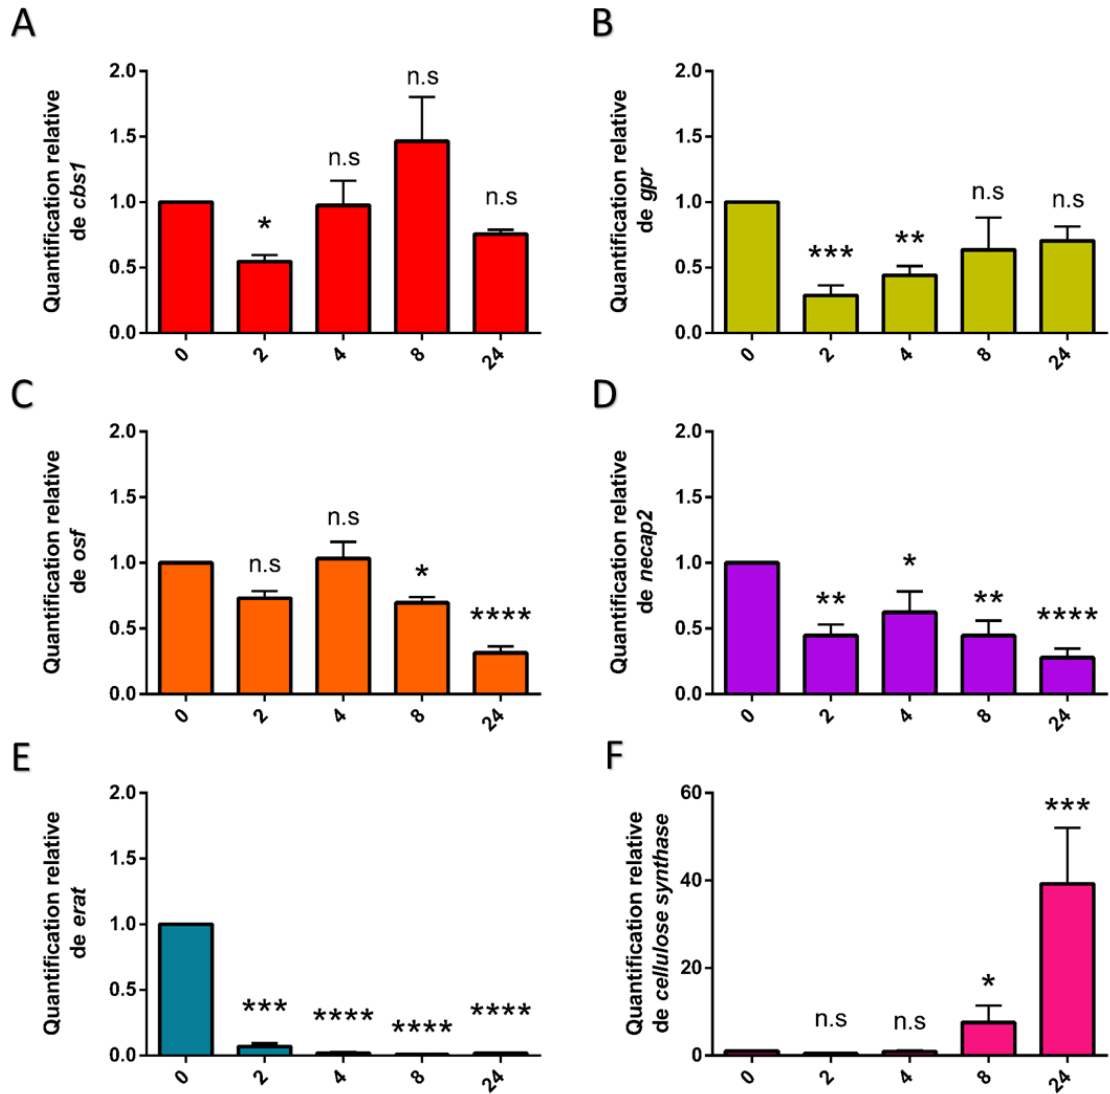 A
Quantification relative
de cbs1
2.0
1.5
1.0
0.5
0.0
*
n.s
n.s
n.s
0
2
4
8
24
B
Quantification relative
de gpr
2.0
1.5
1.0
0.5
0.0
***
**
n.s
n.s
0
2
4
8
24
C
Quantification relative
de osf
2.0
1.5
1.0
0.5
0.0
n.s
n.s
*
****
0
2
4
8
24
D
Quantification relative
de necap2
2.0
1.5
1.0
0.5
0.0
**
*
**
****
0
2
4
8
24
E
Quantification relative
de erat
2.0
1.5
1.0
0.5
0.0
***
****
****
****
0
2
4
8
24
F
Quantification relative
de cellulose synthase
60
40
20
0
n.s
n.s
*
***
0
2
4
8
24